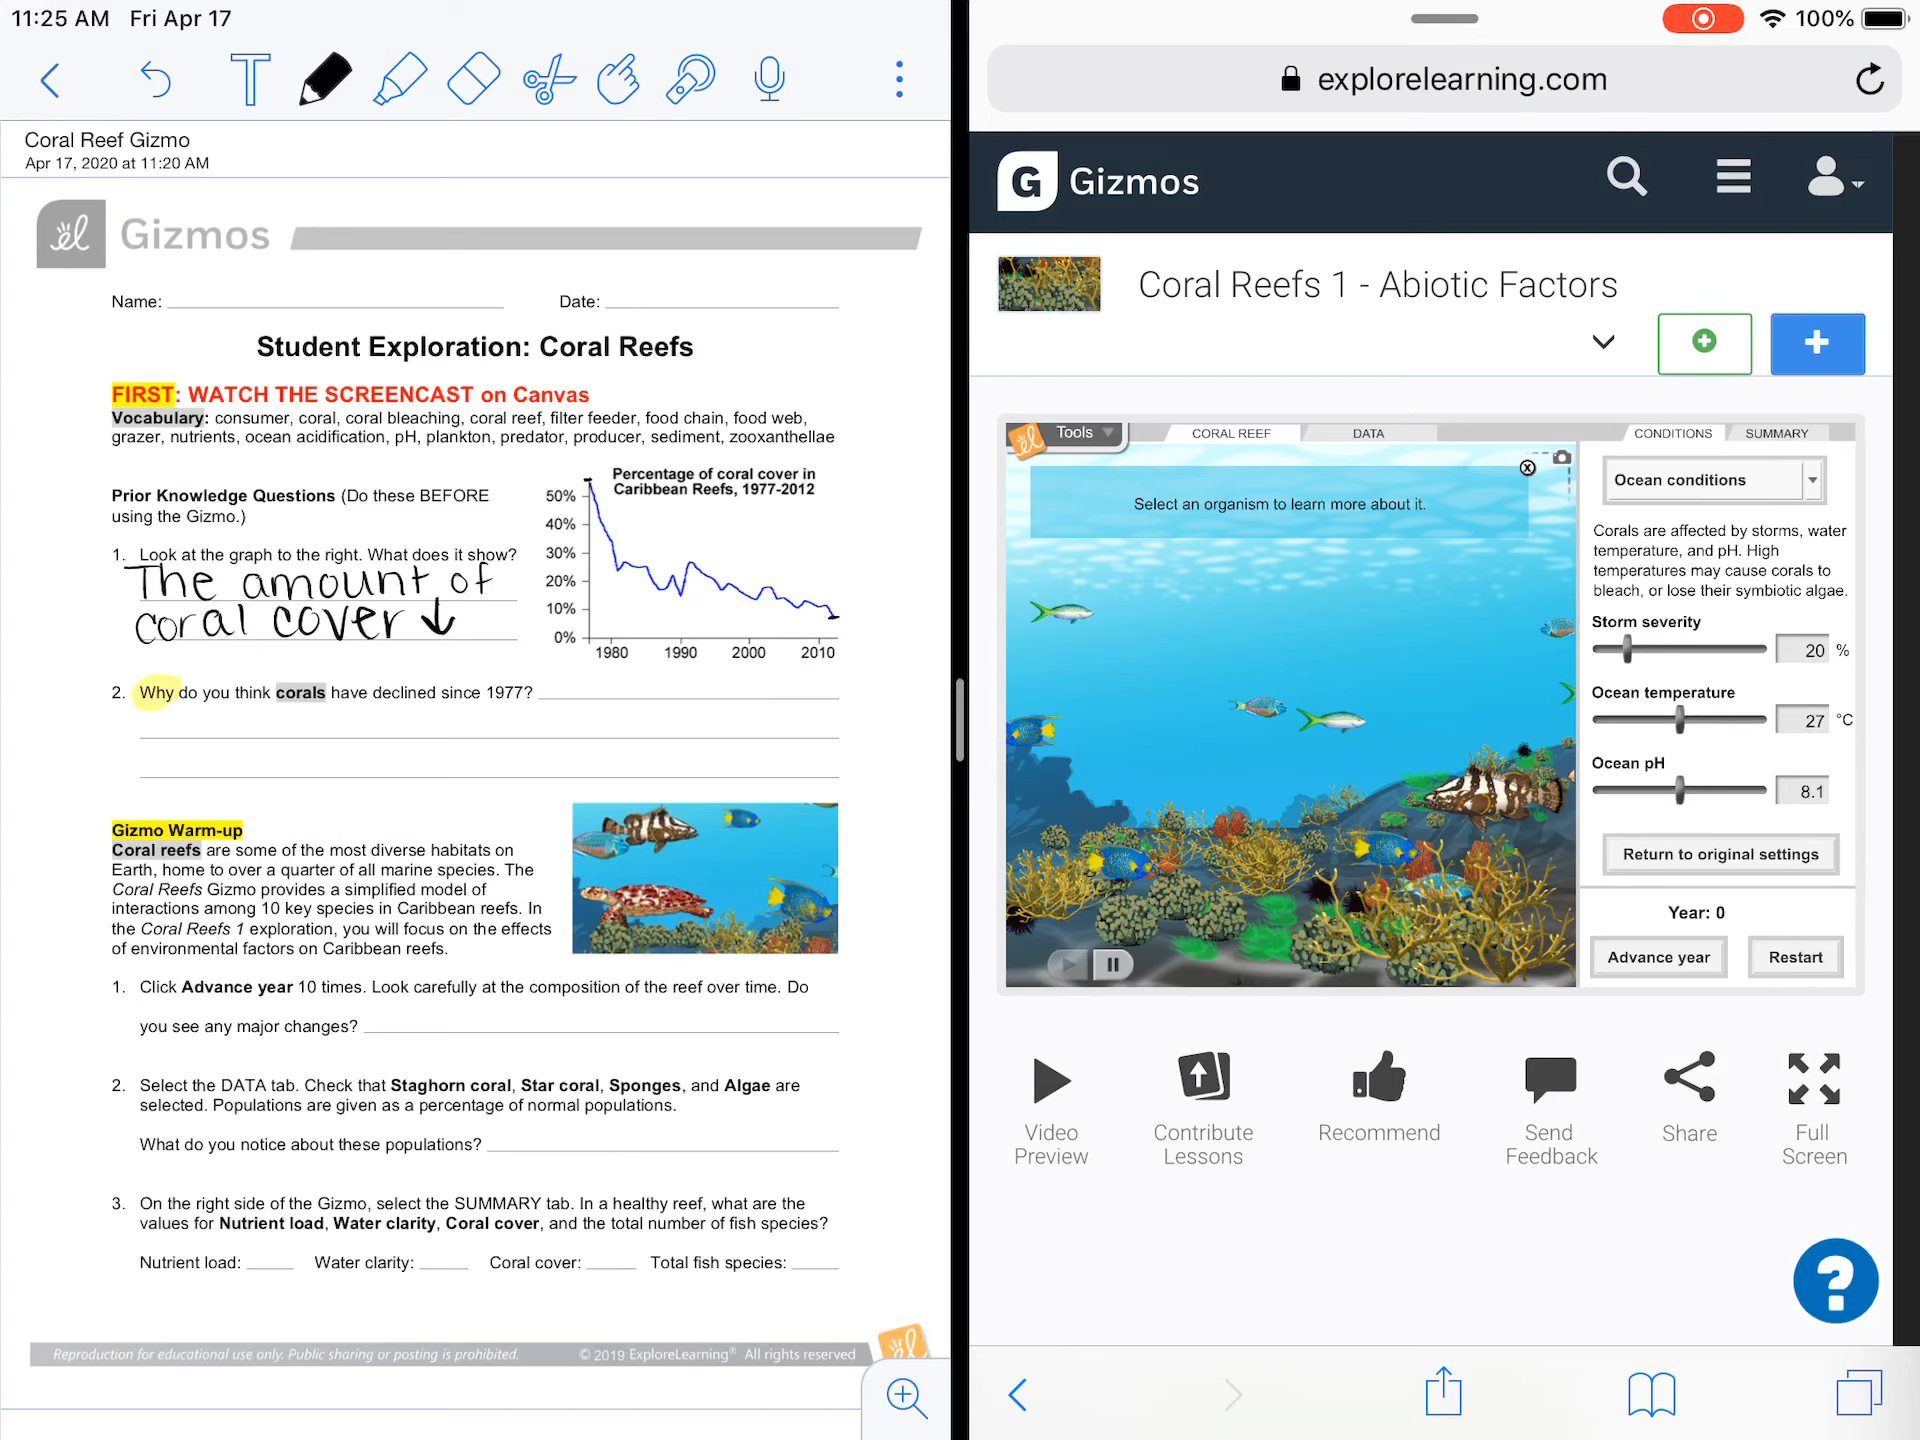 11:25 AM Fri Apr 17
Coral Reef Gizmo
Apr 17, 2020 at 11:20 AM
el Gizmos
Name:
Date:
Student Exploration: Coral Reefs
FIRST: WATCH THE SCREENCAST on Canvas
Vocabulary: consumer, coral, coral bleaching, coral reef, filter feeder, food chain, food web,
grazer, nutrients, ocean acidification, pH, plankton, predator, producer, sediment, zooxanthellae
Prior Knowledge Questions (Do these BEFORE
using the Gizmo.)
1. Look at the graph to the right. What does it show?
The amount of
coral cover ↓
Percentage of coral cover in
Caribbean Reefs, 1977-2012
50%
40%
30%
20%
10%
0%
1980 1990 2000 2010
2. Why do you think corals have declined since 1977?
Gizmo Warm-up
Coral reefs are some of the most diverse habitats on
Earth, home to over a quarter of all marine species. The
Coral Reefs Gizmo provides a simplified model of
interactions among 10 key species in Caribbean reefs. In
the Coral Reefs 1 exploration, you will focus on the effects
of environmental factors on Caribbean reefs.
1. Click Advance year 10 times. Look carefully at the composition of the reef over time. Do
you see any major changes?
2. Select the DATA tab. Check that Staghorn coral, Star coral, Sponges, and Algae are
selected. Populations are given as a percentage of normal populations.
What do you notice about these populations?
3. On the right side of the Gizmo, select the SUMMARY tab. In a healthy reef, what are the
values for Nutrient load, Water clarity, Coral cover, and the total number of fish species?
Nutrient load: Water clarity: Coral cover: Total fish species:
Reproduction for educational use only. Public sharing or posting is prohibited. © 2019 ExploreLearning® All rights reserved
el
100%
explorelearning.com
G Gizmos
Coral Reefs 1 - Abiotic Factors
el Tools
CORAL REEF
DATA
Select an organism to learn more about it.
CONDITIONS
SUMMARY
Ocean conditions
Corals are affected by storms, water
temperature, and pH. High
temperatures may cause corals to
bleach, or lose their symbiotic algae.
Storm severity
20 %
Ocean temperature
27 °C
Ocean pH
8.1
Return to original settings
Year: 0
Advance year
Restart
Video
Preview
Contribute
Lessons
Recommend
Send
Feedback
Share
Full
Screen
?